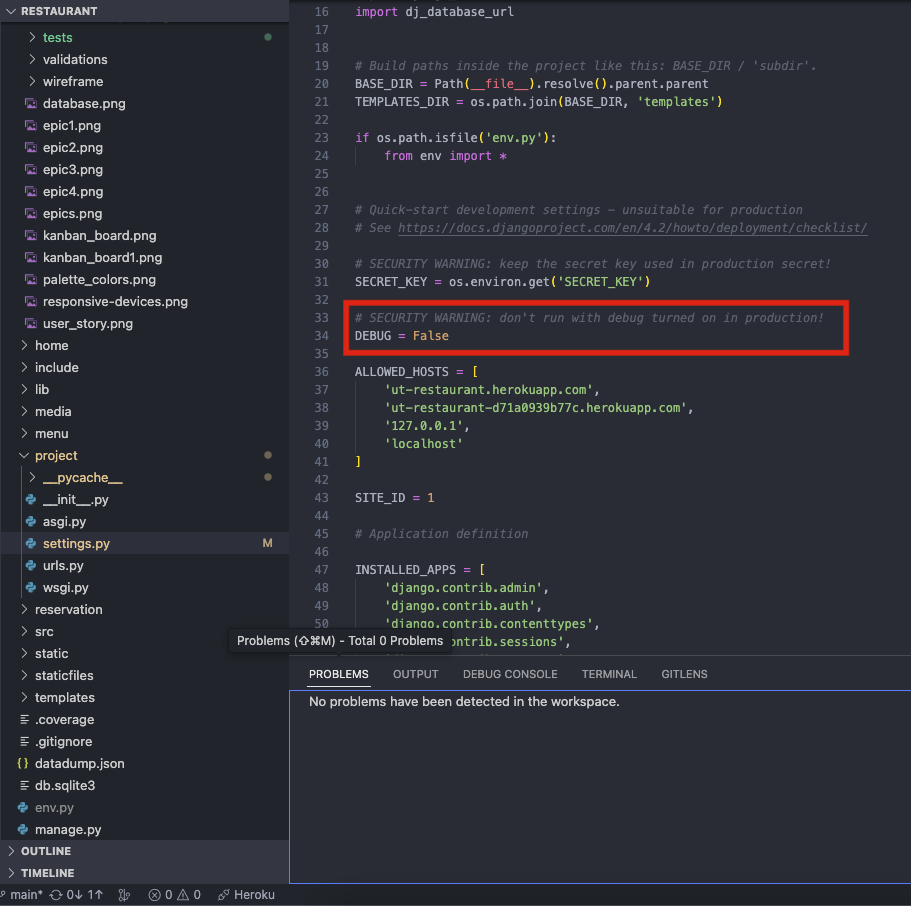 RESTAURANT
tests
validations
wireframe
database.png
epic1.png
epic2.png
epic3.png
epic4.png
epics.png
kanban_board.png
kanban_board1.png
palette_colors.png
responsive-devices.png
user_story.png
home
include
lib
media
menu
project
__pycache__
__init__.py
asgi.py
settings.py M
urls.py
wsgi.py
reservation
src
static
staticfiles
templates
.coverage
.gitignore
datadump.json
db.sqlite3
env.py
manage.py
OUTLINE
TIMELINE
16 import dj_database_url
17
18
19 # Build paths inside the project like this: BASE_DIR / 'subdir'.
20 BASE_DIR = Path(__file__).resolve().parent.parent
21 TEMPLATES_DIR = os.path.join(BASE_DIR, 'templates')
22
23 if os.path.isfile('env.py'):
24     from env import *
25
26
27 # Quick-start development settings - unsuitable for production
28 # See https://docs.djangoproject.com/en/4.2/howto/deployment/checklist/
29
30 # SECURITY WARNING: keep the secret key used in production secret!
31 SECRET_KEY = os.environ.get('SECRET_KEY')
32
33 # SECURITY WARNING: don't run with debug turned on in production!
34 DEBUG = False
35
36 ALLOWED_HOSTS = [
37     'ut-restaurant.herokuapp.com',
38     'ut-restaurant-d71a0939b77c.herokuapp.com',
39     '127.0.0.1',
40     'localhost'
41 ]
42
43 SITE_ID = 1
44
45 # Application definition
46
47 INSTALLED_APPS = [
48     'django.contrib.admin',
49     'django.contrib.auth',
50     'django.contrib.contenttypes',
ntrib.sessions',
Problems (⇧⌘M) - Total 0 Problems
PROBLEMS OUTPUT DEBUG CONSOLE TERMINAL GITLENS
No problems have been detected in the workspace.
main* 0↓ 1↑ 0 0 Heroku